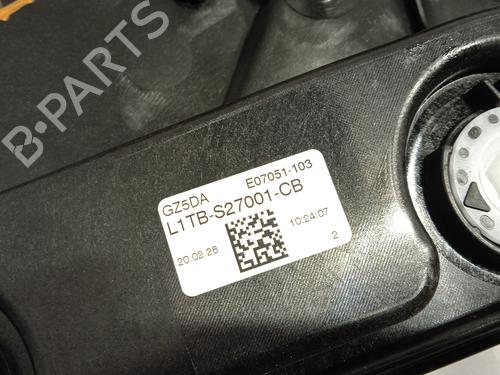 B-PARTS
GZ5DA E07051-103
L1TB-S27001-CB
20.02.28 10:24:07
2